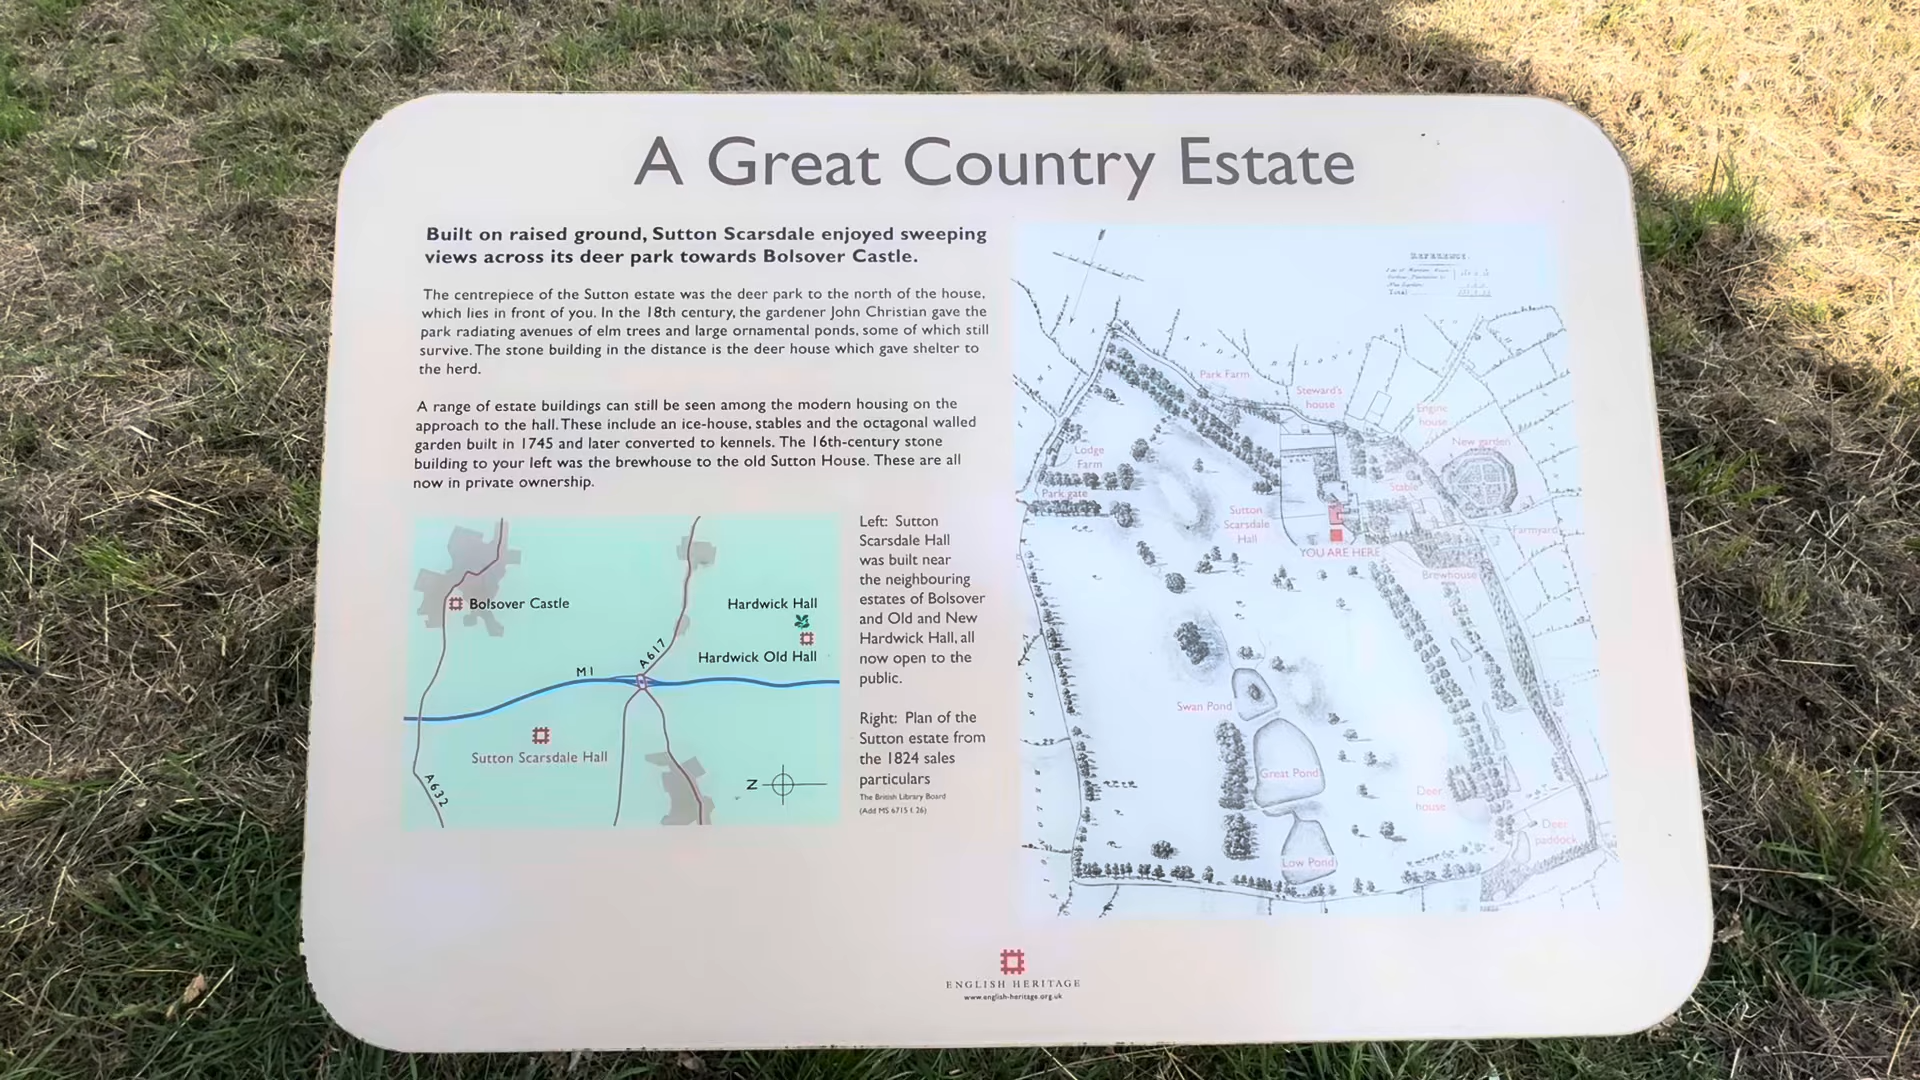 A Great Country Estate
Built on raised ground, Sutton Scarsdale enjoyed sweeping
views across its deer park towards Bolsover Castle.
The centrepiece of the Sutton estate was the deer park to the north of the house,
which lies in front of you. In the 18th century, the gardener John Christian gave the
park radiating avenues of elm trees and large ornamental ponds, some of which still
survive. The stone building in the distance is the deer house which gave shelter to
the herd.
A range of estate buildings can still be seen among the modern housing on the
approach to the hall. These include an ice-house, stables and the octagonal walled
garden built in 1745 and later converted to kennels. The 16th-century stone
building to your left was the brewhouse to the old Sutton House. These are all
now in private ownership.
Bolsover Castle
Hardwick Hall
Hardwick Old Hall
M1
A617
Sutton Scarsdale Hall
A632
Z
Left: Sutton
Scarsdale Hall
was built near
the neighbouring
estates of Bolsover
and Old and New
Hardwick Hall, all
now open to the
public.
Right: Plan of the
Sutton estate from
the 1824 sales
particulars
The British Library Board
(Add MS 6715 f. 26)
REFERENCE.
Total
Park Farm
Steward's
house
Engine
house
New garden
Lodge
Farm
Park gate
Stable
Sutton
Scarsdale
Hall
YOU ARE HERE
Farmyard
Brewhouse
Swan Pond
Great Pond
Deer
house
Deer
paddock
Low Pond
ENGLISH HERITAGE
www.english-heritage.org.uk